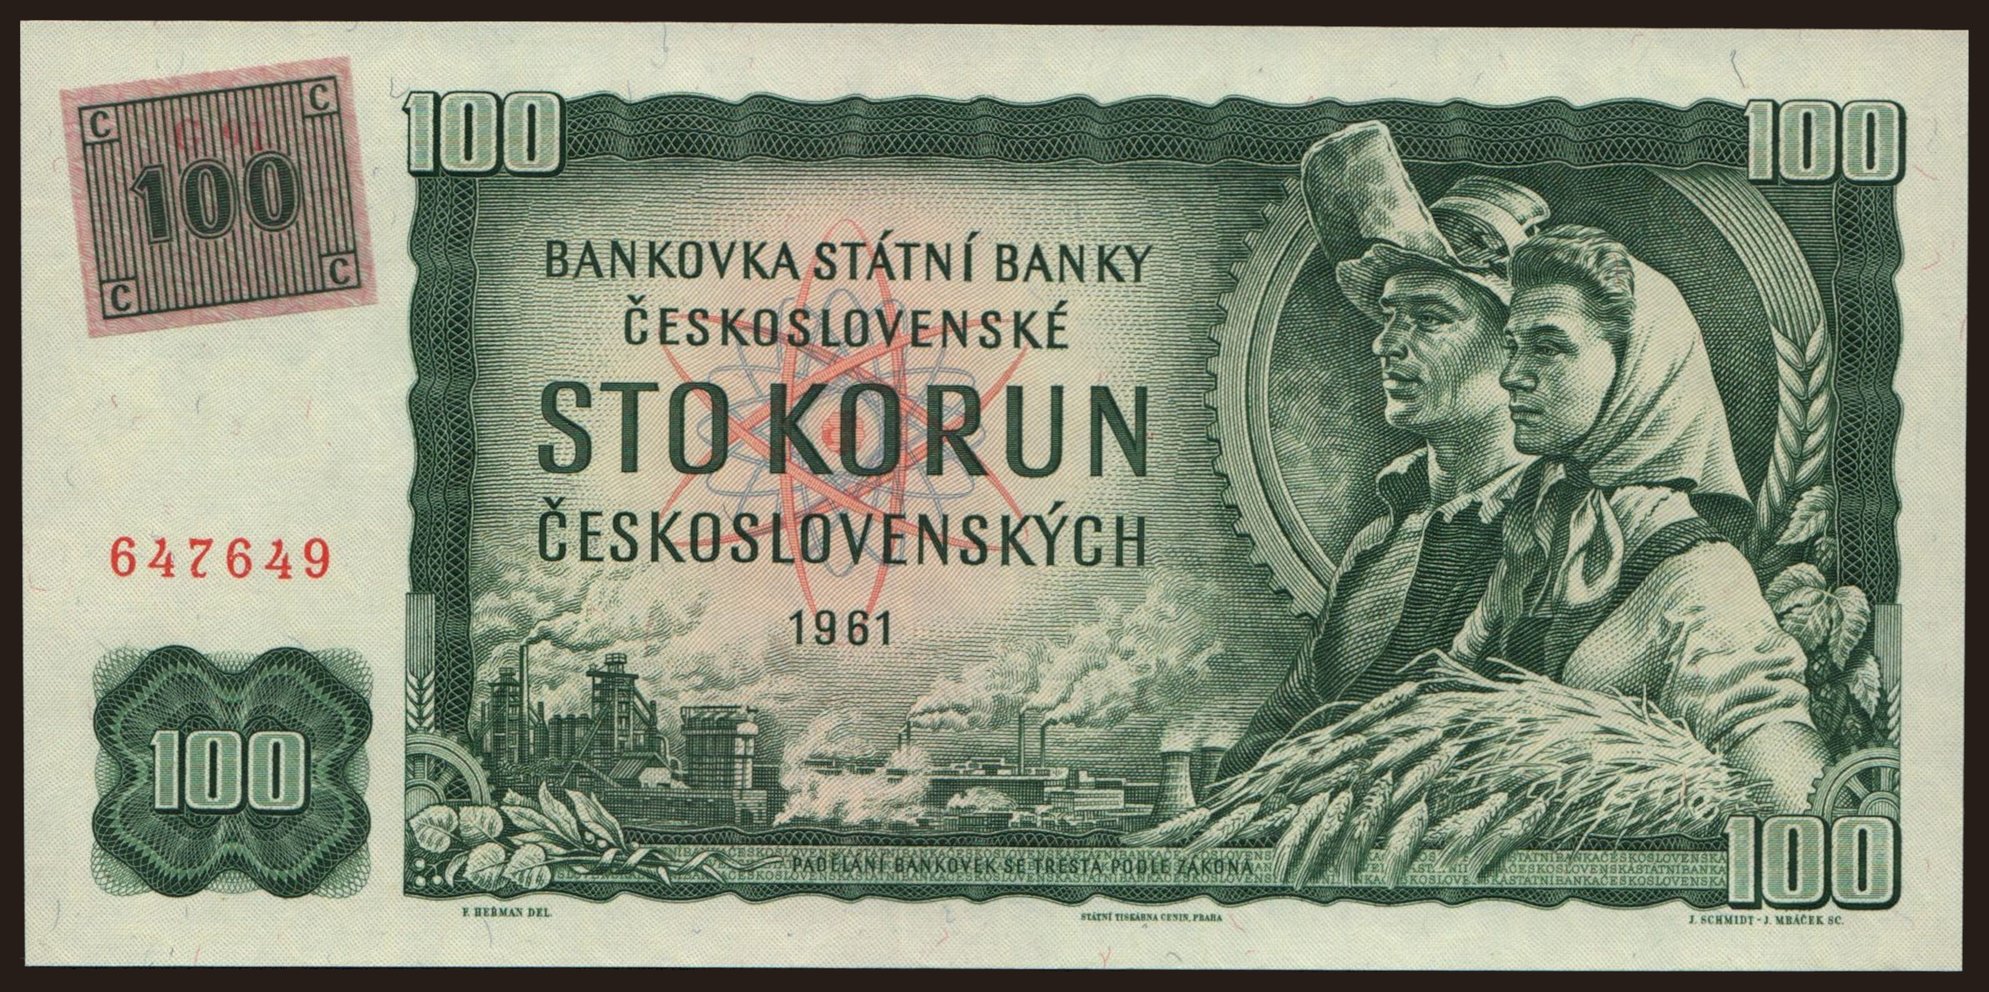 C C
G 91
100
C C
100
100
BANKOVKA STÁTNÍ BANKY
ČESKOSLOVENSKÉ
STO KORUN
ČESKOSLOVENSKÝCH
1961
647649
100
PADĚLÁNÍ BANKOVEK SE TRESTÁ PODLE ZÁKONA
100
F. HEŘMAN DEL.
STÁTNÍ TISKÁRNA CENIN, PRAHA
J. SCHMIDT - J. MRÁČEK SC.